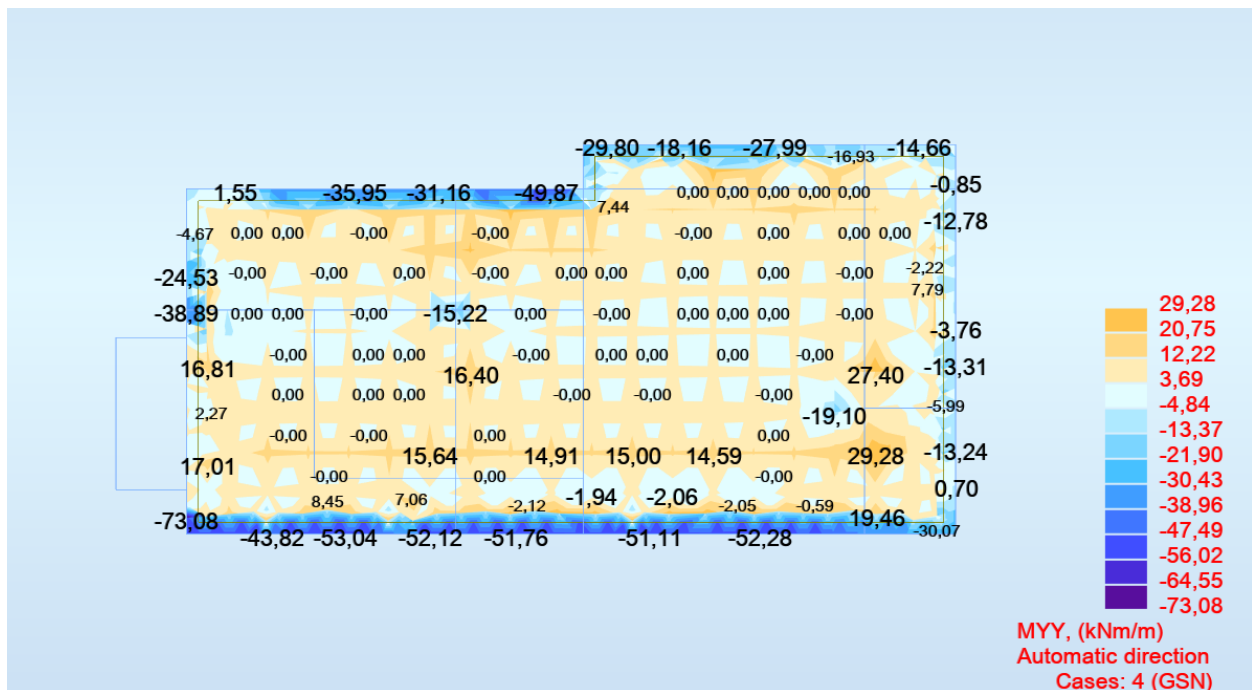 -29,80 -18,16 -27,99 -16,93 -14,66
1,55 -35,95 -31,16 -49,87 0,00 0,00 0,00 0,00 0,00 -0,85
7,44
-4,67 0,00 0,00 -0,00 -0,00 -0,00 0,00 0,00 0,00 -12,78
-24,53 -0,00 -0,00 0,00 -0,00 0,00 0,00 0,00 0,00 -0,00 -2,22
7,79
-38,89 0,00 0,00 -0,00 -15,22 0,00 -0,00 0,00 0,00 0,00 -0,00 -3,76
-0,00 0,00 0,00 -0,00 0,00 0,00 0,00 -0,00
16,81 16,40 27,40 -13,31
-0,00 0,00 0,00 -0,00 -0,00 -0,00
2,27 -19,10 -5,99
-0,00 -0,00 0,00 0,00
17,01 15,64 14,91 15,00 14,59 29,28 -13,24
-0,00 0,00 -0,00 0,70
8,45 7,06 -2,12 -1,94 -2,06 -2,05 -0,59
-73,08 19,46 -30,07
-43,82 -53,04 -52,12 -51,76 -51,11 -52,28
29,28
20,75
12,22
3,69
-4,84
-13,37
-21,90
-30,43
-38,96
-47,49
-56,02
-64,55
-73,08
MYY, (kNm/m)
Automatic direction
Cases: 4 (GSN)